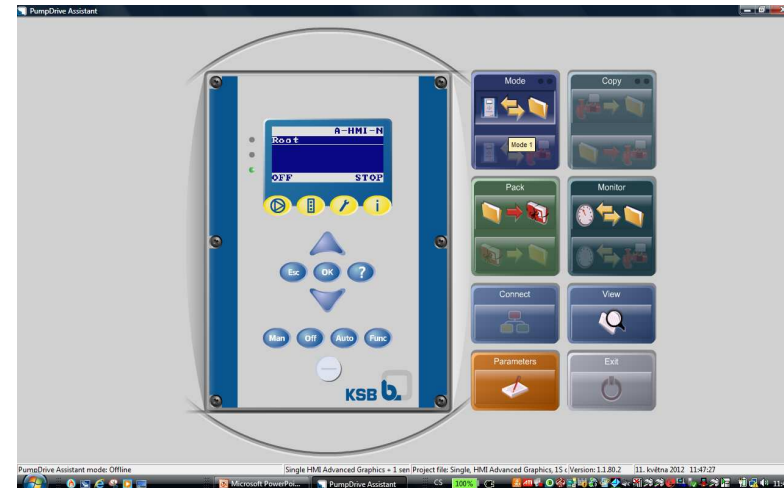 PumpDrive Assistant
A-HMI-N
Root
OFF STOP
i
Esc OK ?
Man Off Auto Func
KSB b.
Mode Copy
Mode 1
Pack Monitor
Connect View
Parameters Exit
PumpDrive Assistant mode: Offline
Single HMI Advanced Graphics + 1 sen
Project file: Single, HMI Advanced Graphics, 1S c
Version: 1.1.80.2
11. května 2012 11:47:27
Microsoft PowerPoi...
PumpDrive Assistant
CS
100%